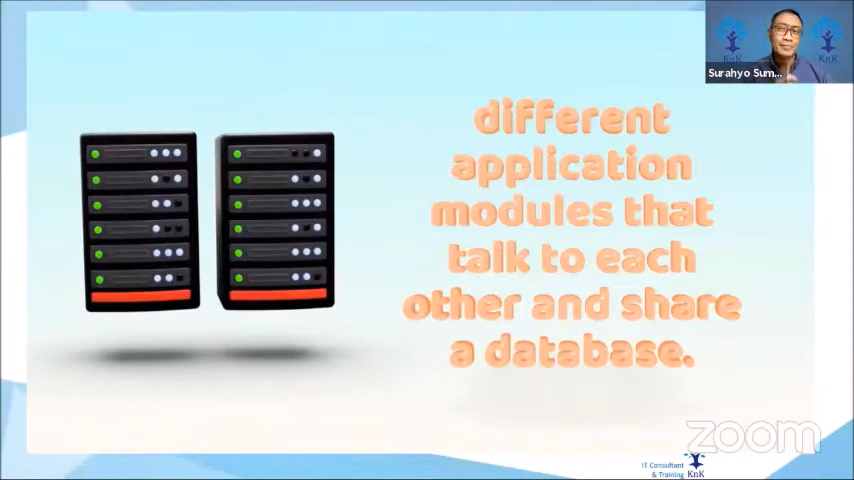 KnK
KnK
Surahyo Sum...
different
application
modules that
talk to each
other and share
a database.
zoom
IT Consultant
& Training
KnK